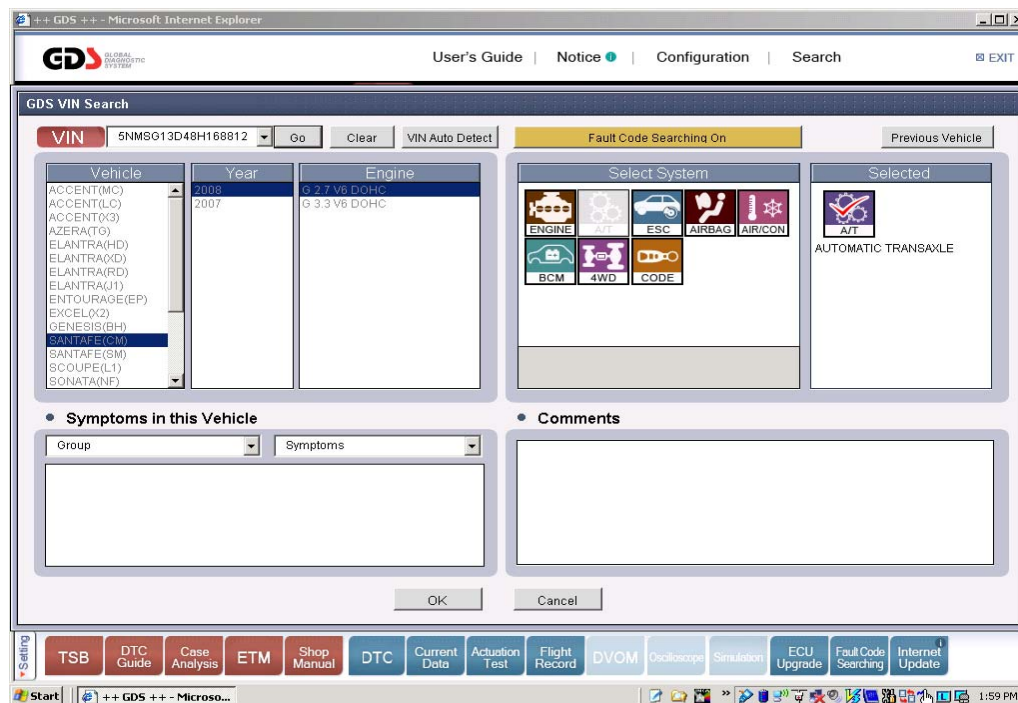 ++ GDS ++ - Microsoft Internet Explorer
GDS GLOBAL DIAGNOSTIC SYSTEM
User's Guide | Notice | Configuration | Search
EXIT
GDS VIN Search
VIN 5NMSG13D48H168812 Go Clear VIN Auto Detect Fault Code Searching On Previous Vehicle
Vehicle Year Engine Select System Selected
ACCENT(MC)
ACCENT(LC)
ACCENT(X3)
AZERA(TG)
ELANTRA(HD)
ELANTRA(XD)
ELANTRA(RD)
ELANTRA(J1)
ENTOURAGE(EP)
EXCEL(X2)
GENESIS(BH)
SANTAFE(CM)
SANTAFE(SM)
SCOUPE(L1)
SONATA(NF)
2008
2007
G 2.7 V6 DOHC
G 3.3 V6 DOHC
ENGINE A/T ESC AIRBAG AIR/CON
BCM 4WD CODE
A/T
AUTOMATIC TRANSAXLE
Symptoms in this Vehicle
Group Symptoms
Comments
OK Cancel
Setting
TSB
DTC Guide
Case Analysis
ETM
Shop Manual
DTC
Current Data
Actuation Test
Flight Record
DVOM
Oscilloscope
Simulation
ECU Upgrade
Fault Code Searching
Internet Update
Start ++ GDS ++ - Microso... 1:59 PM